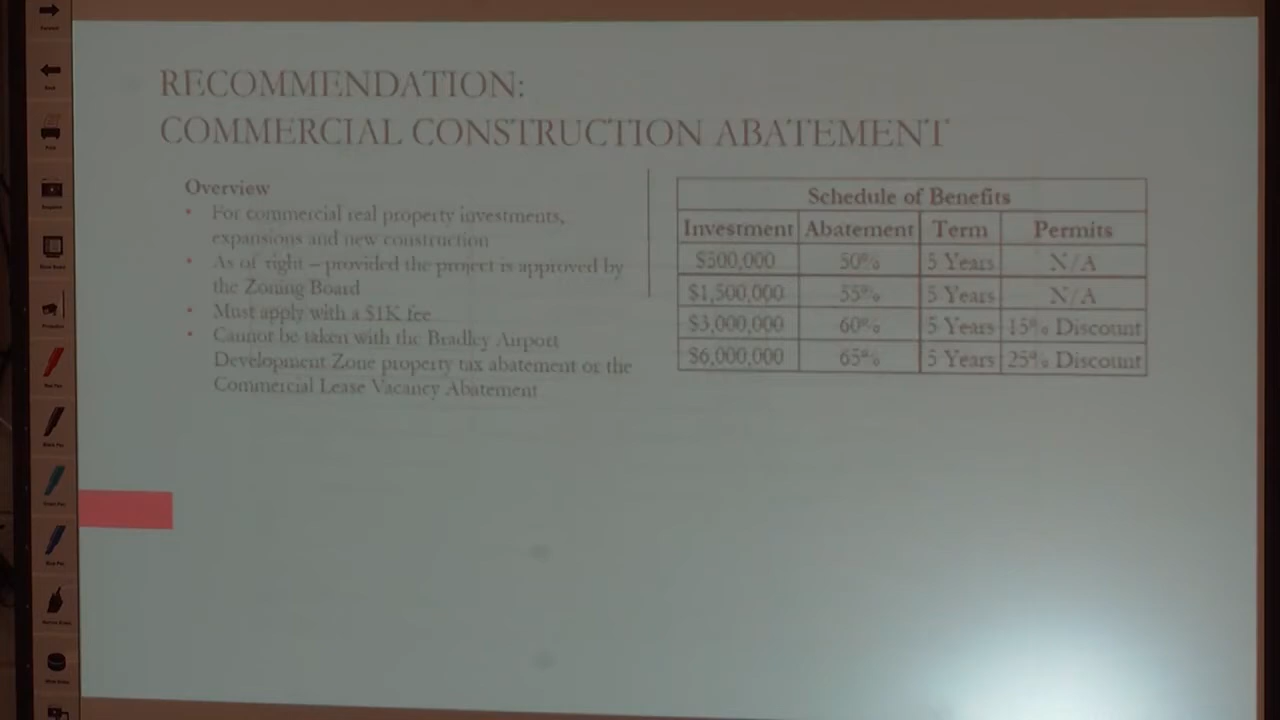 RECOMMENDATION:
COMMERCIAL CONSTRUCTION ABATEMENT
Overview
• For commercial real property investments,
expansions and new construction
• As of right – provided the project is approved by
the Zoning Board
• Must apply with a $1K fee
• Cannot be taken with the Bradley Airport
Development Zone property tax abatement or the
Commercial Lease Vacancy Abatement
Schedule of Benefits
Investment Abatement Term Permits
$500,000 50% 5 Years N/A
$1,500,000 55% 5 Years N/A
$3,000,000 60% 5 Years 15% Discount
$6,000,000 65% 5 Years 25% Discount